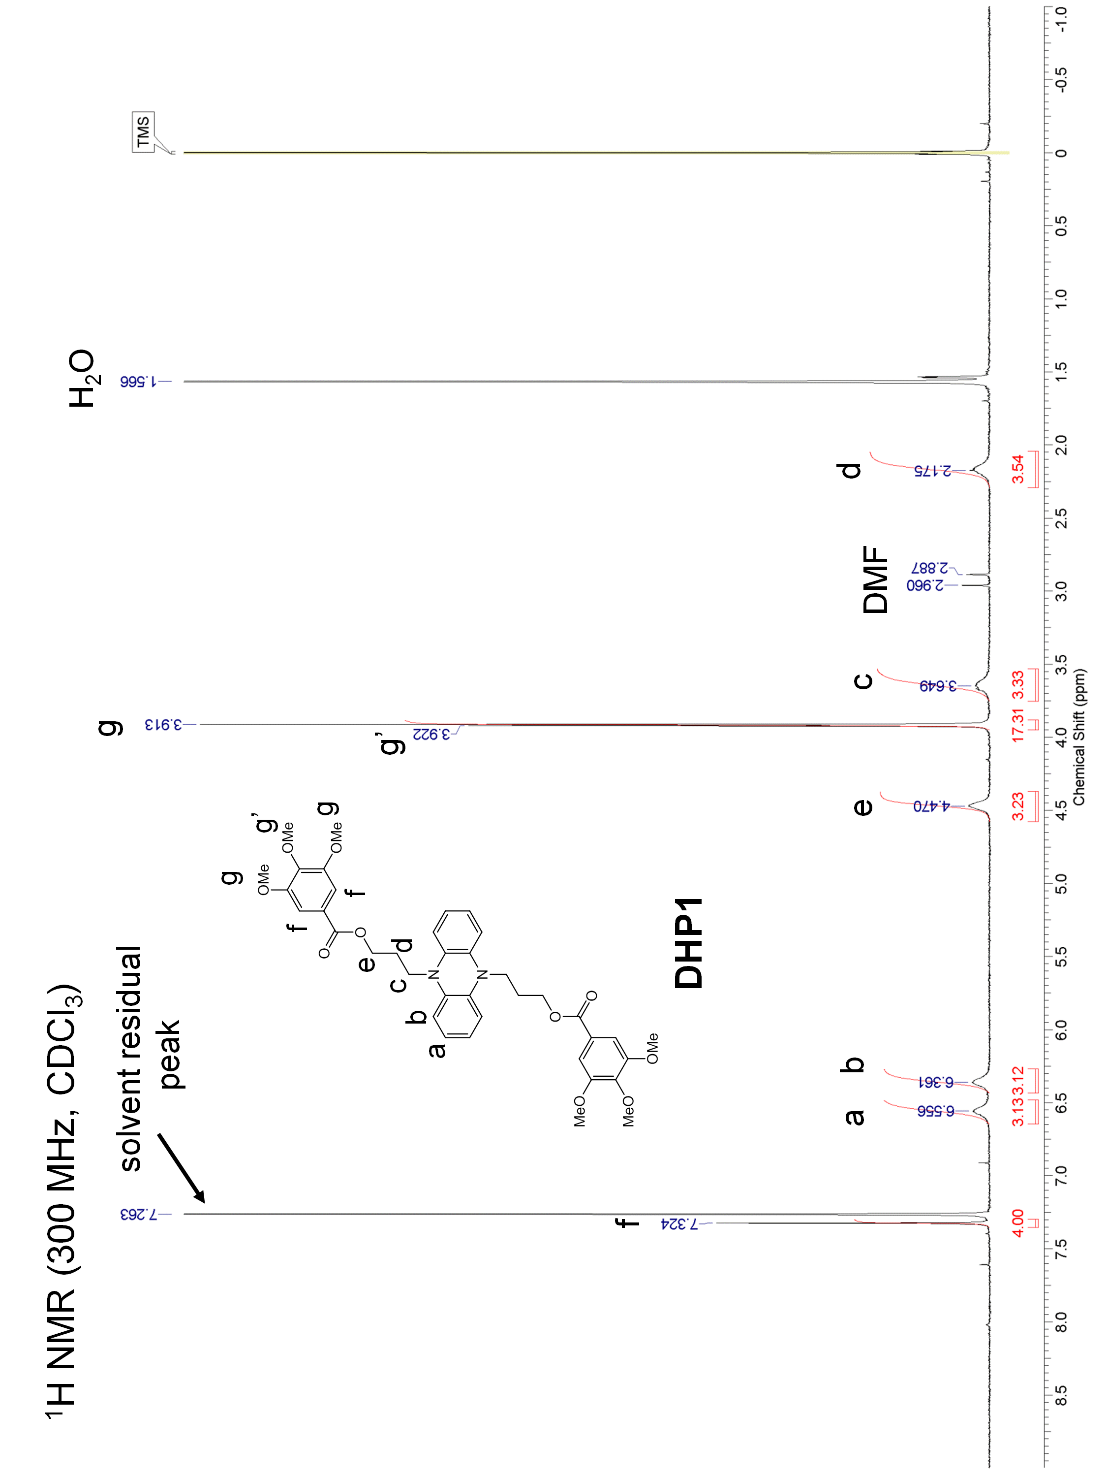 ¹H NMR (300 MHz, CDCl₃)
solvent residual
peak
H₂O
TMS
7.263
f
7.324
a
6.556
b
6.361
e
4.470
g
3.913
g'
3.922
c
3.649
DMF
2.960
2.887
d
2.175
1.566
g
OMe
g'
OMe
OMe
g
f
f
O
O
e
d
c
N
N
b
a
O
O
MeO
MeO
OMe
DHP1
4.00
3.13
3.12
3.23
17.31
3.33
3.54
8.5
8.0
7.5
7.0
6.5
6.0
5.5
5.0
4.5
4.0
3.5
3.0
2.5
2.0
1.5
1.0
0.5
0
-0.5
-1.0
Chemical Shift (ppm)